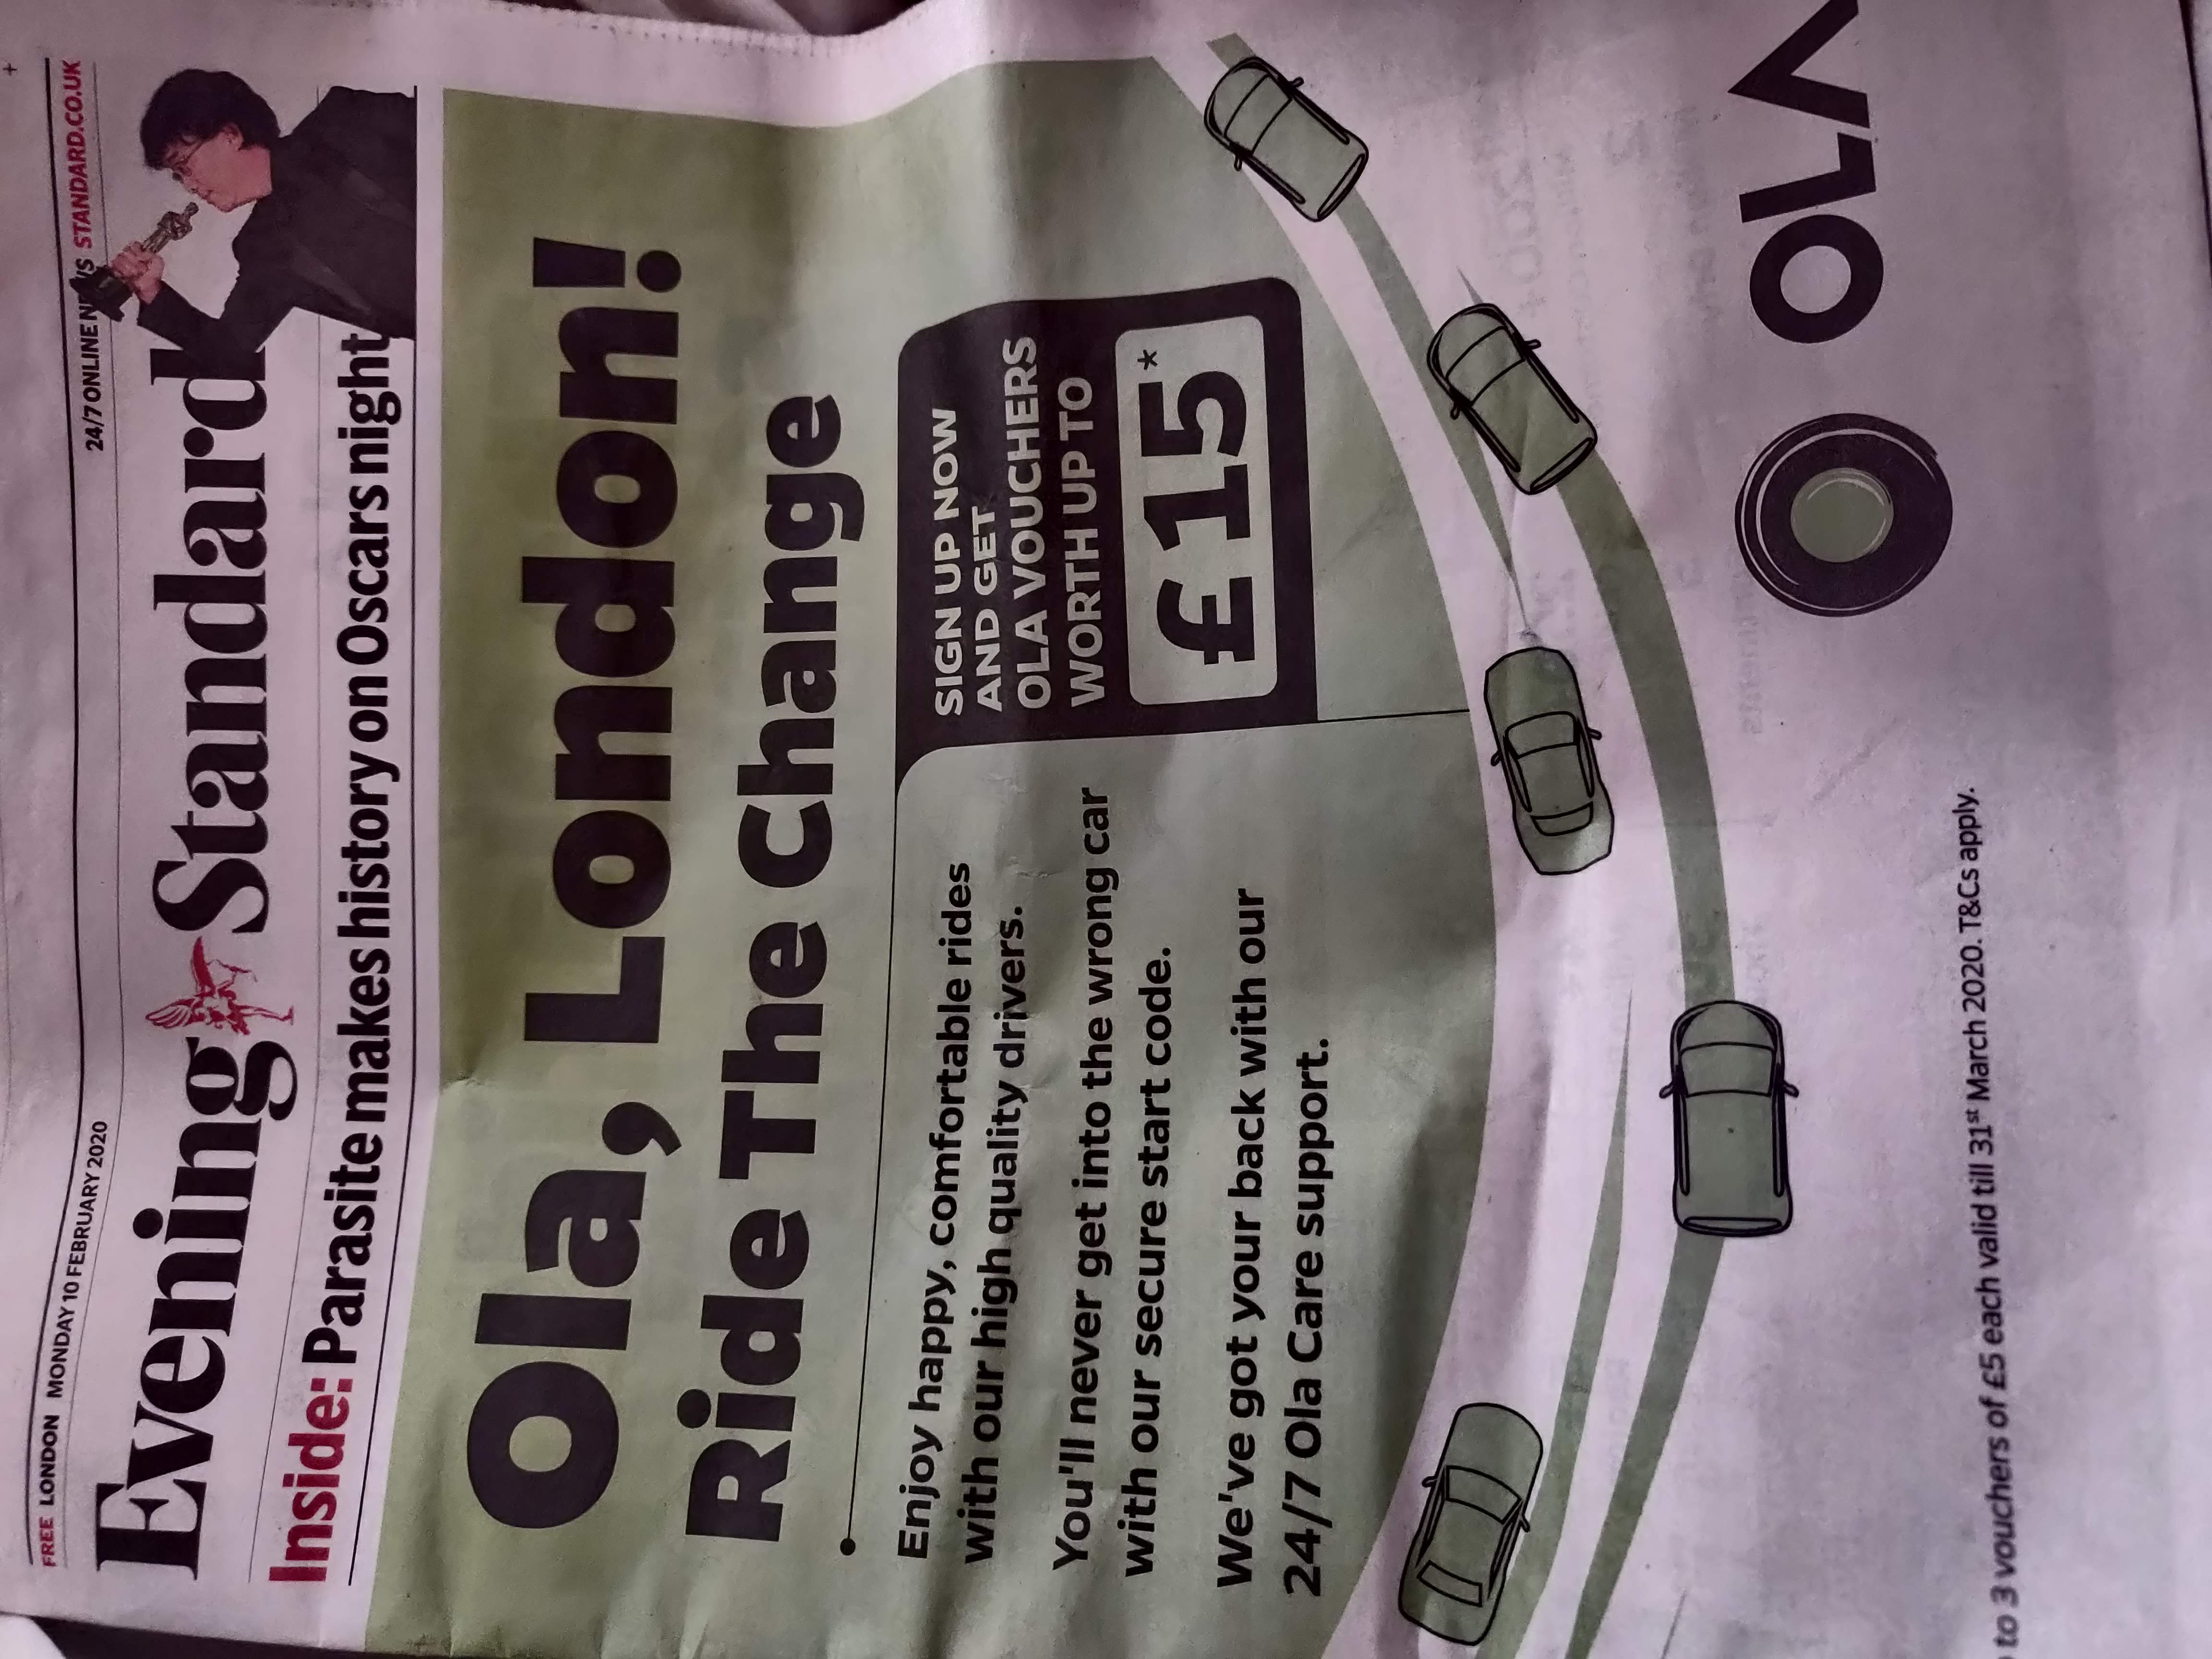 FREE LONDON MONDAY 10 FEBRUARY 2020
24/7 ONLINE NEWS STANDARD.CO.UK
Evening Standard
Inside: Parasite makes history on Oscars night
Ola, London!
Ride The Change
Enjoy happy, comfortable rides
with our high quality drivers.
You'll never get into the wrong car
with our secure start code.
We've got your back with our
24/7 Ola Care support.
SIGN UP NOW
AND GET
OLA VOUCHERS
WORTH UP TO
£15*
OLA
to 3 vouchers of £5 each valid till 31st March 2020. T&Cs apply.